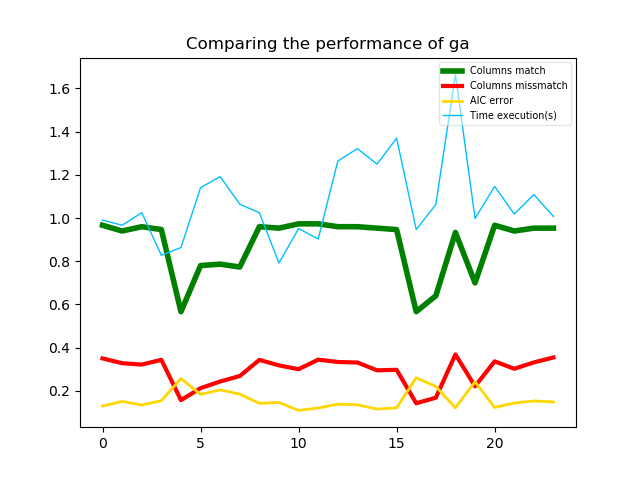 Comparing the performance of ga
Columns match
Columns missmatch
AIC error
Time execution(s)
1.6
1.4
1.2
1.0
0.8
0.6
0.4
0.2
0 5 10 15 20